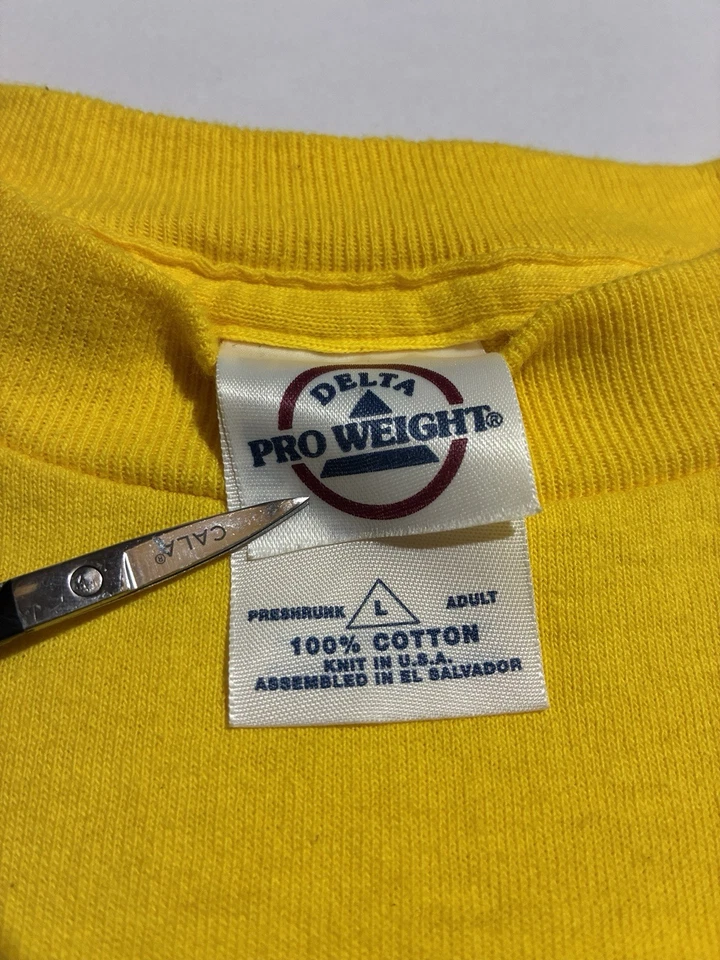 DELTA
PRO WEIGHT®
CALA®
PRESHRUNK L ADULT
100% COTTON
KNIT IN U.S.A.
ASSEMBLED IN EL SALVADOR